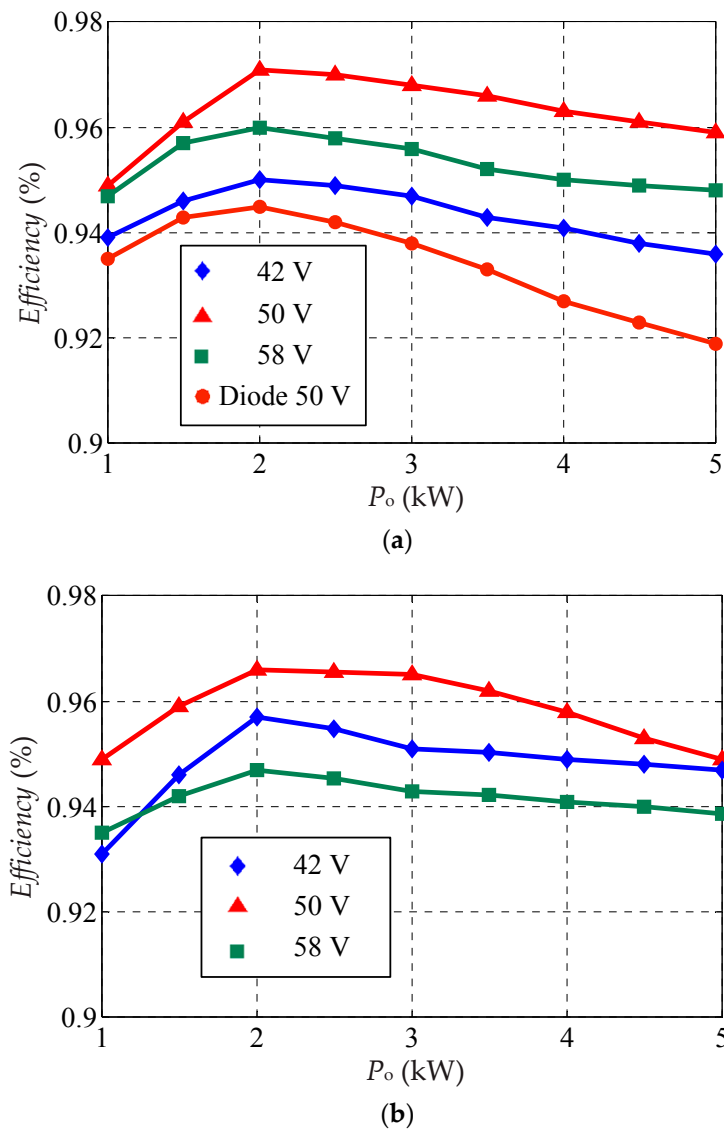 0.98
0.96
0.94
0.92
0.9
Efficiency (%)
42 V
50 V
58 V
Diode 50 V
1 2 3 4 5
Pₒ (kW)
(a)
0.98
0.96
0.94
0.92
0.9
Efficiency (%)
42 V
50 V
58 V
1 2 3 4 5
Pₒ (kW)
(b)